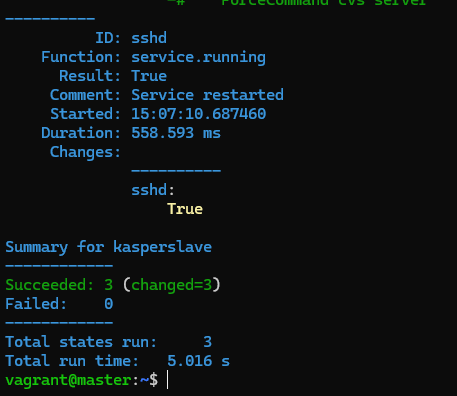 ~#    ForceCommand cvs server
----------
          ID: sshd
    Function: service.running
      Result: True
     Comment: Service restarted
     Started: 15:07:10.687460
    Duration: 558.593 ms
     Changes:
              ----------
              sshd:
                  True

Summary for kasperslave
------------
Succeeded: 3 (changed=3)
Failed:    0
------------
Total states run:     3
Total run time:   5.016 s
vagrant@master:~$